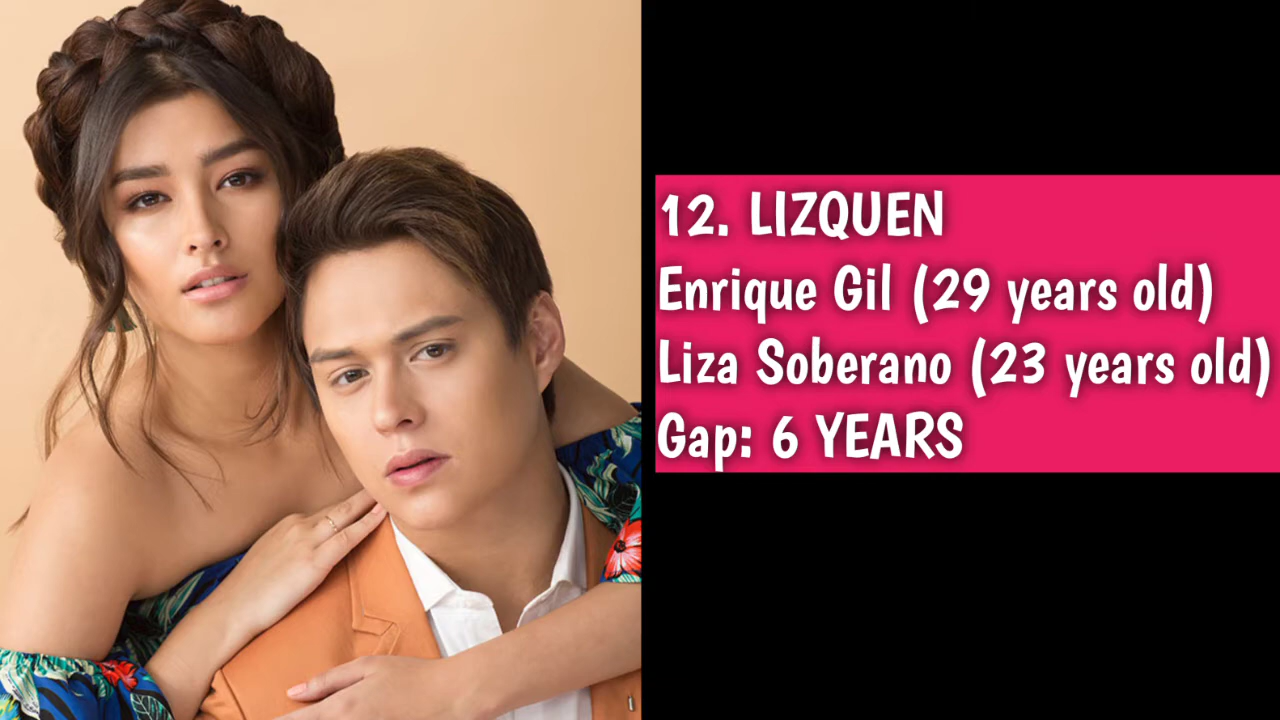 12. LIZQUEN
Enrique Gil (29 years old)
Liza Soberano (23 years old)
Gap: 6 YEARS